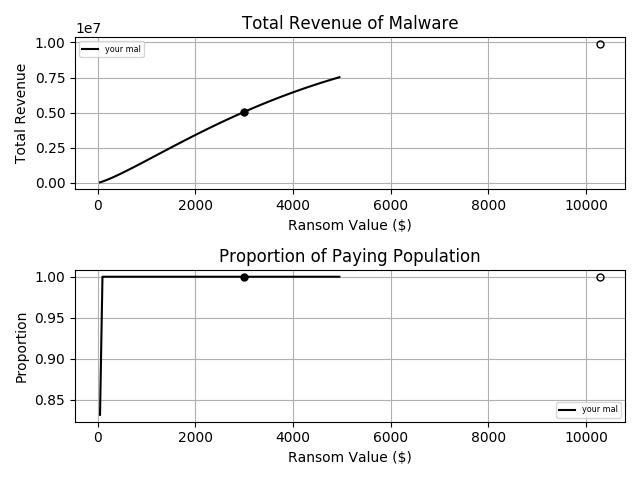 Total Revenue of Malware
1e7
1.00
0.75
0.50
0.25
0.00
Total Revenue
your mal
0 2000 4000 6000 8000 10000
Ransom Value ($)
Proportion of Paying Population
1.00
0.95
0.90
0.85
Proportion
your mal
0 2000 4000 6000 8000 10000
Ransom Value ($)